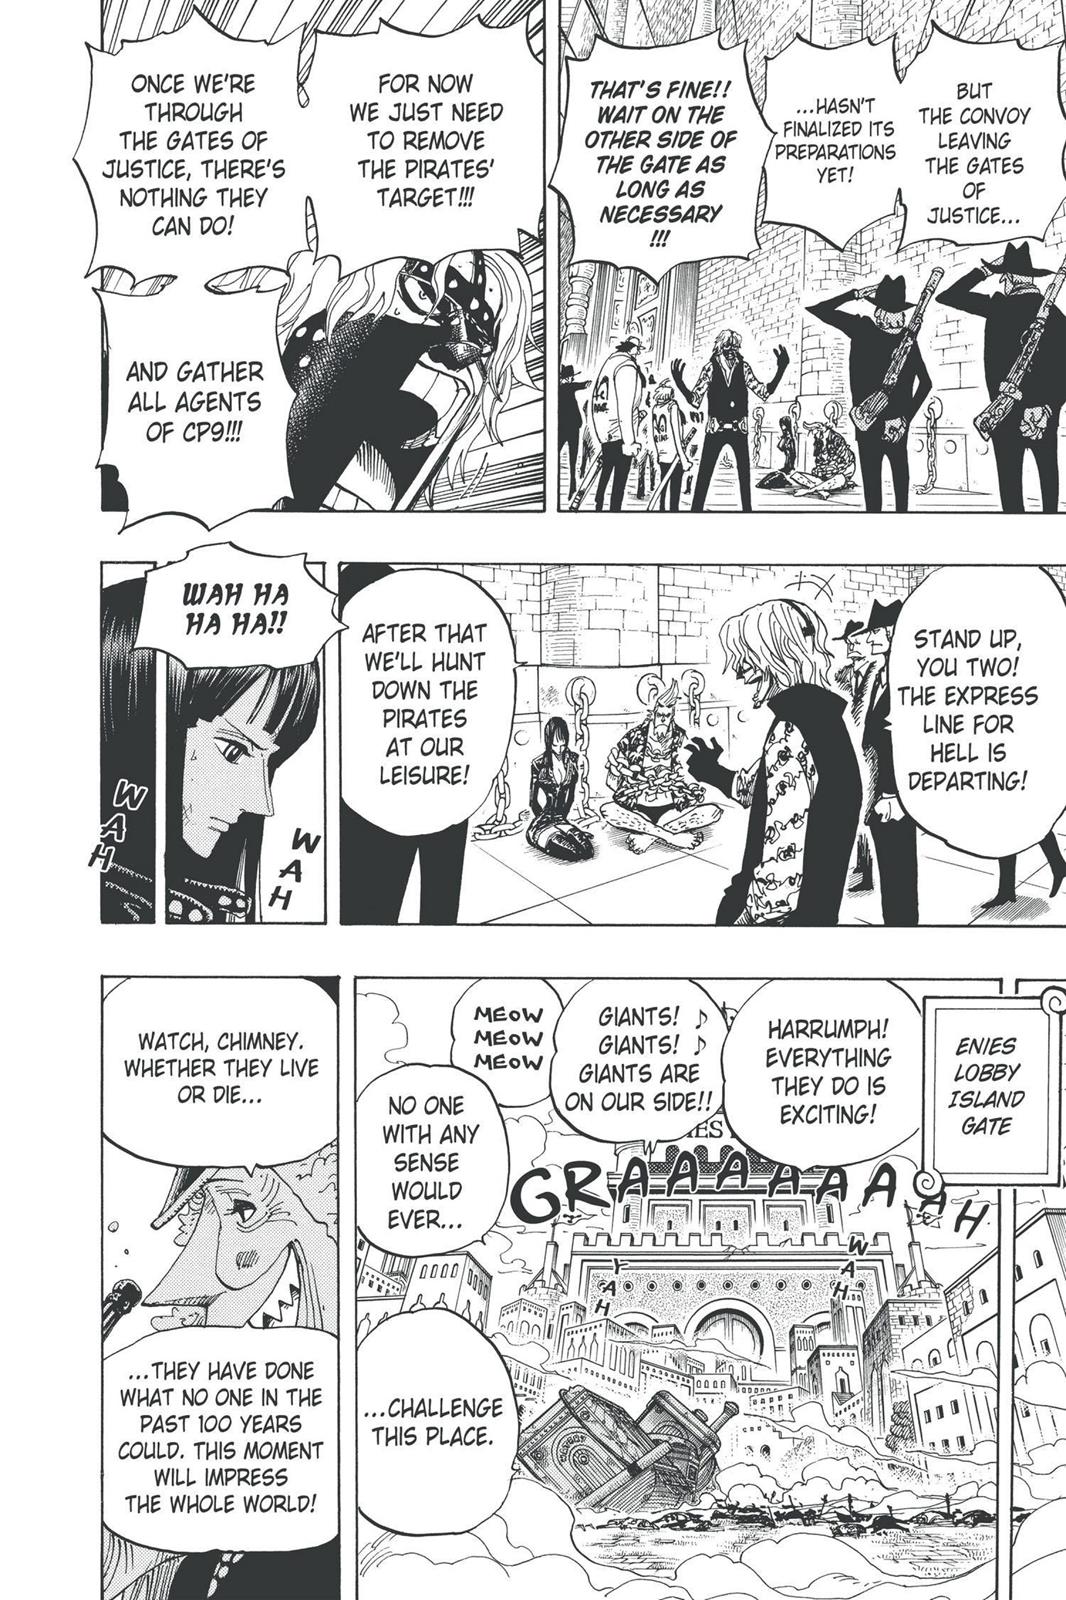 BUT
THE CONVOY
LEAVING
THE GATES
OF
JUSTICE...
...HASN'T
FINALIZED ITS
PREPARATIONS
YET!
THAT'S FINE!!
WAIT ON THE
OTHER SIDE OF
THE GATE AS
LONG AS
NECESSARY
!!!
FOR NOW
WE JUST NEED
TO REMOVE
THE PIRATES'
TARGET!!!
ONCE WE'RE
THROUGH
THE GATES OF
JUSTICE, THERE'S
NOTHING THEY
CAN DO!
AND GATHER
ALL AGENTS
OF CP9!!!
STAND UP,
YOU TWO!
THE EXPRESS
LINE FOR
HELL IS
DEPARTING!
AFTER THAT
WE'LL HUNT
DOWN THE
PIRATES
AT OUR
LEISURE!
WAH HA
HA HA!!
WAH
WAH
ENIES
LOBBY
ISLAND
GATE
HARRUMPH!
EVERYTHING
THEY DO IS
EXCITING!
GIANTS! ♪
GIANTS! ♪
GIANTS ARE
ON OUR SIDE!!
MEOW
MEOW
MEOW
GRAAAAAAAH
WAH
YAH
NO ONE
WITH ANY
SENSE
WOULD
EVER...
...CHALLENGE
THIS PLACE.
WATCH, CHIMNEY.
WHETHER THEY LIVE
OR DIE...
...THEY HAVE DONE
WHAT NO ONE IN THE
PAST 100 YEARS
COULD. THIS MOMENT
WILL IMPRESS
THE WHOLE WORLD!